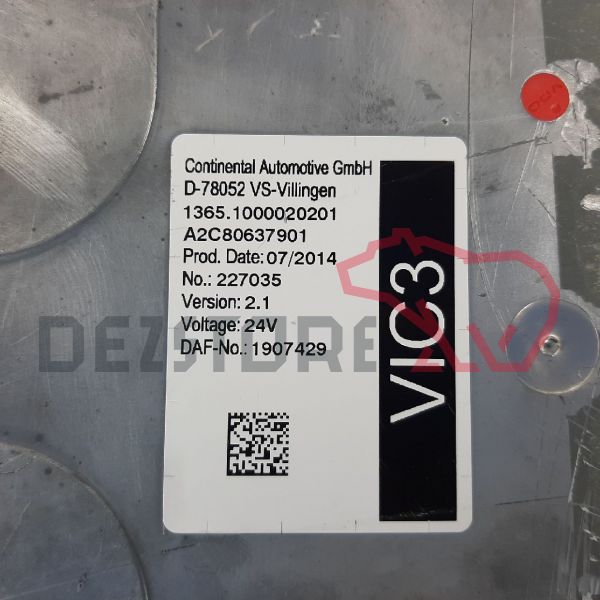 Continental Automotive GmbH
D-78052 VS-Villingen
1365.1000020201
A2C80637901
Prod. Date: 07/2014
No.: 227035
Version: 2.1
Voltage: 24V
DAF-No.: 1907429
VIC3
DEZSTORE